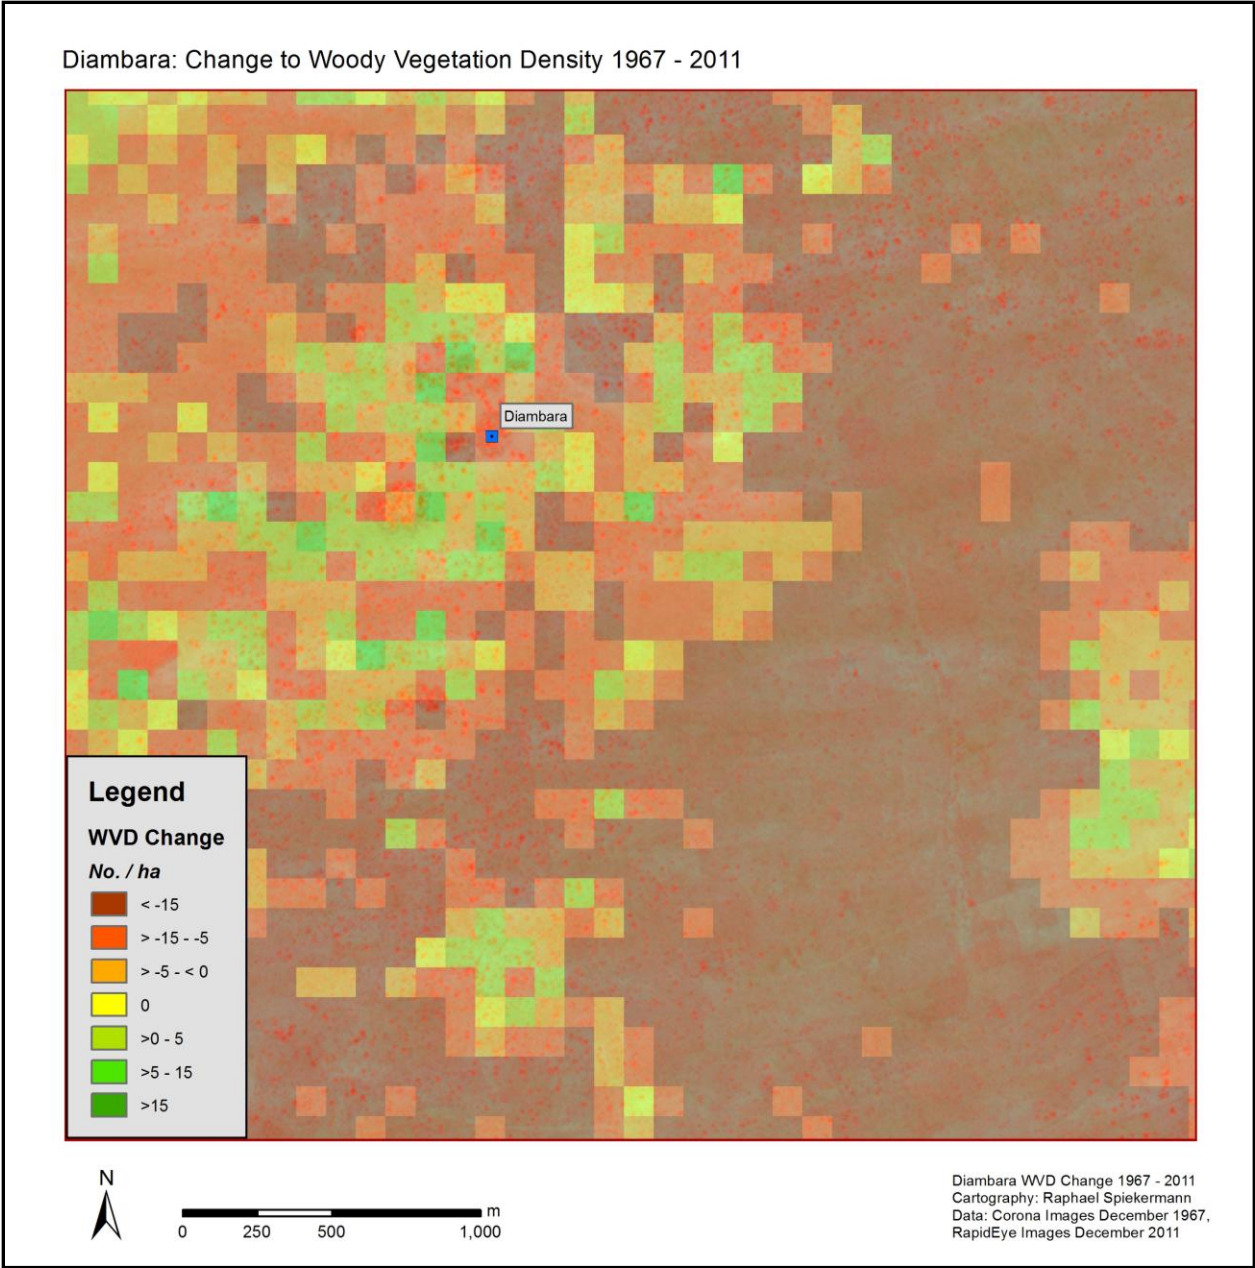 Diambara: Change to Woody Vegetation Density 1967 - 2011
Diambara
Legend
WVD Change
No. / ha
< -15
> -15 - -5
> -5 - < 0
0
>0 - 5
>5 - 15
>15
N
m
0 250 500 1,000
Diambara WVD Change 1967 - 2011
Cartography: Raphael Spiekermann
Data: Corona Images December 1967,
RapidEye Images December 2011